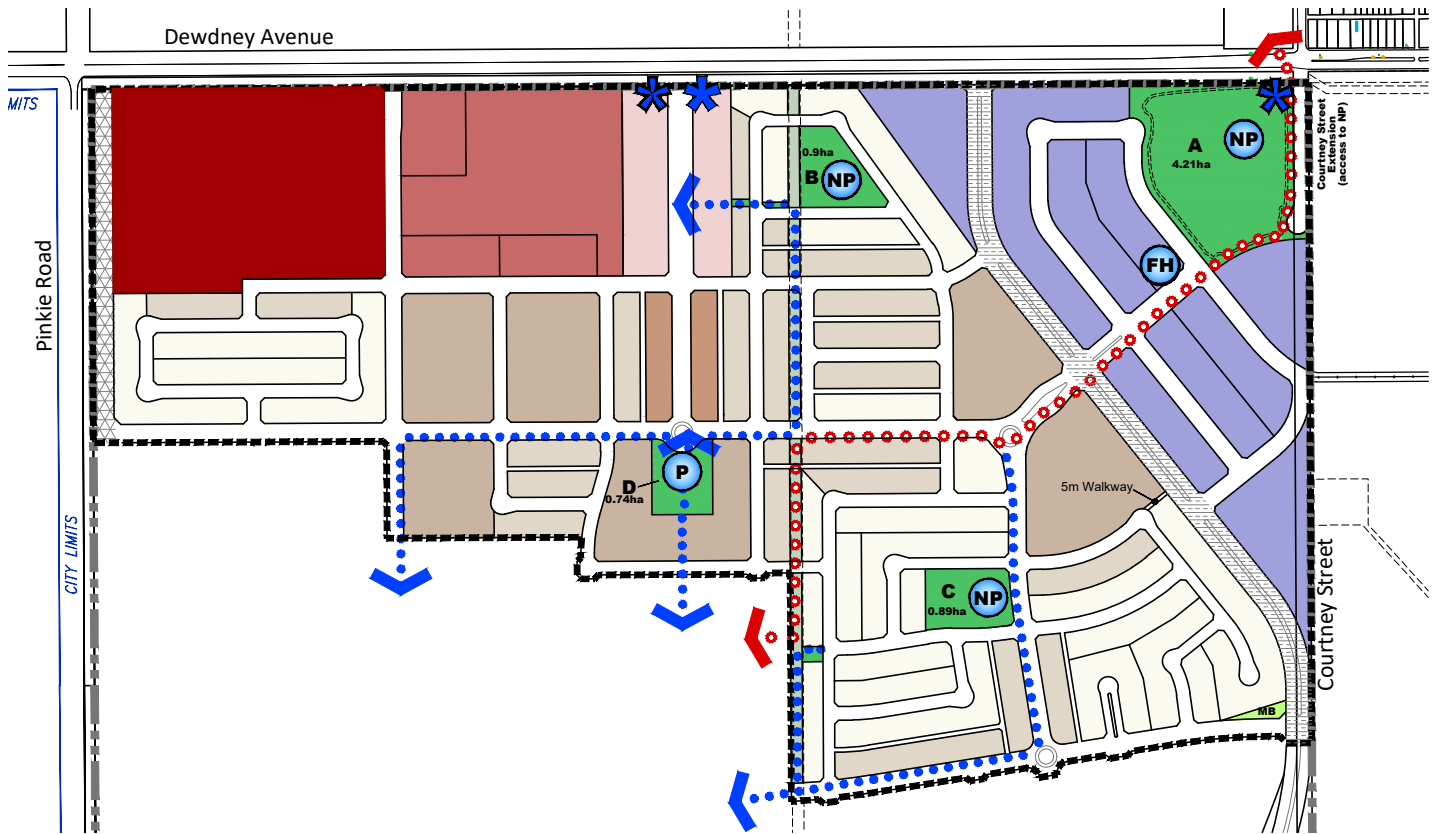 Dewdney Avenue
MITS
Courtney Street
Extension
(access to NP)
A
4.21ha
NP
0.9ha
B
NP
FH
Pinkie Road
P
D
0.74ha
5m Walkway
CITY LIMITS
C
0.89ha
NP
Courtney Street
MB